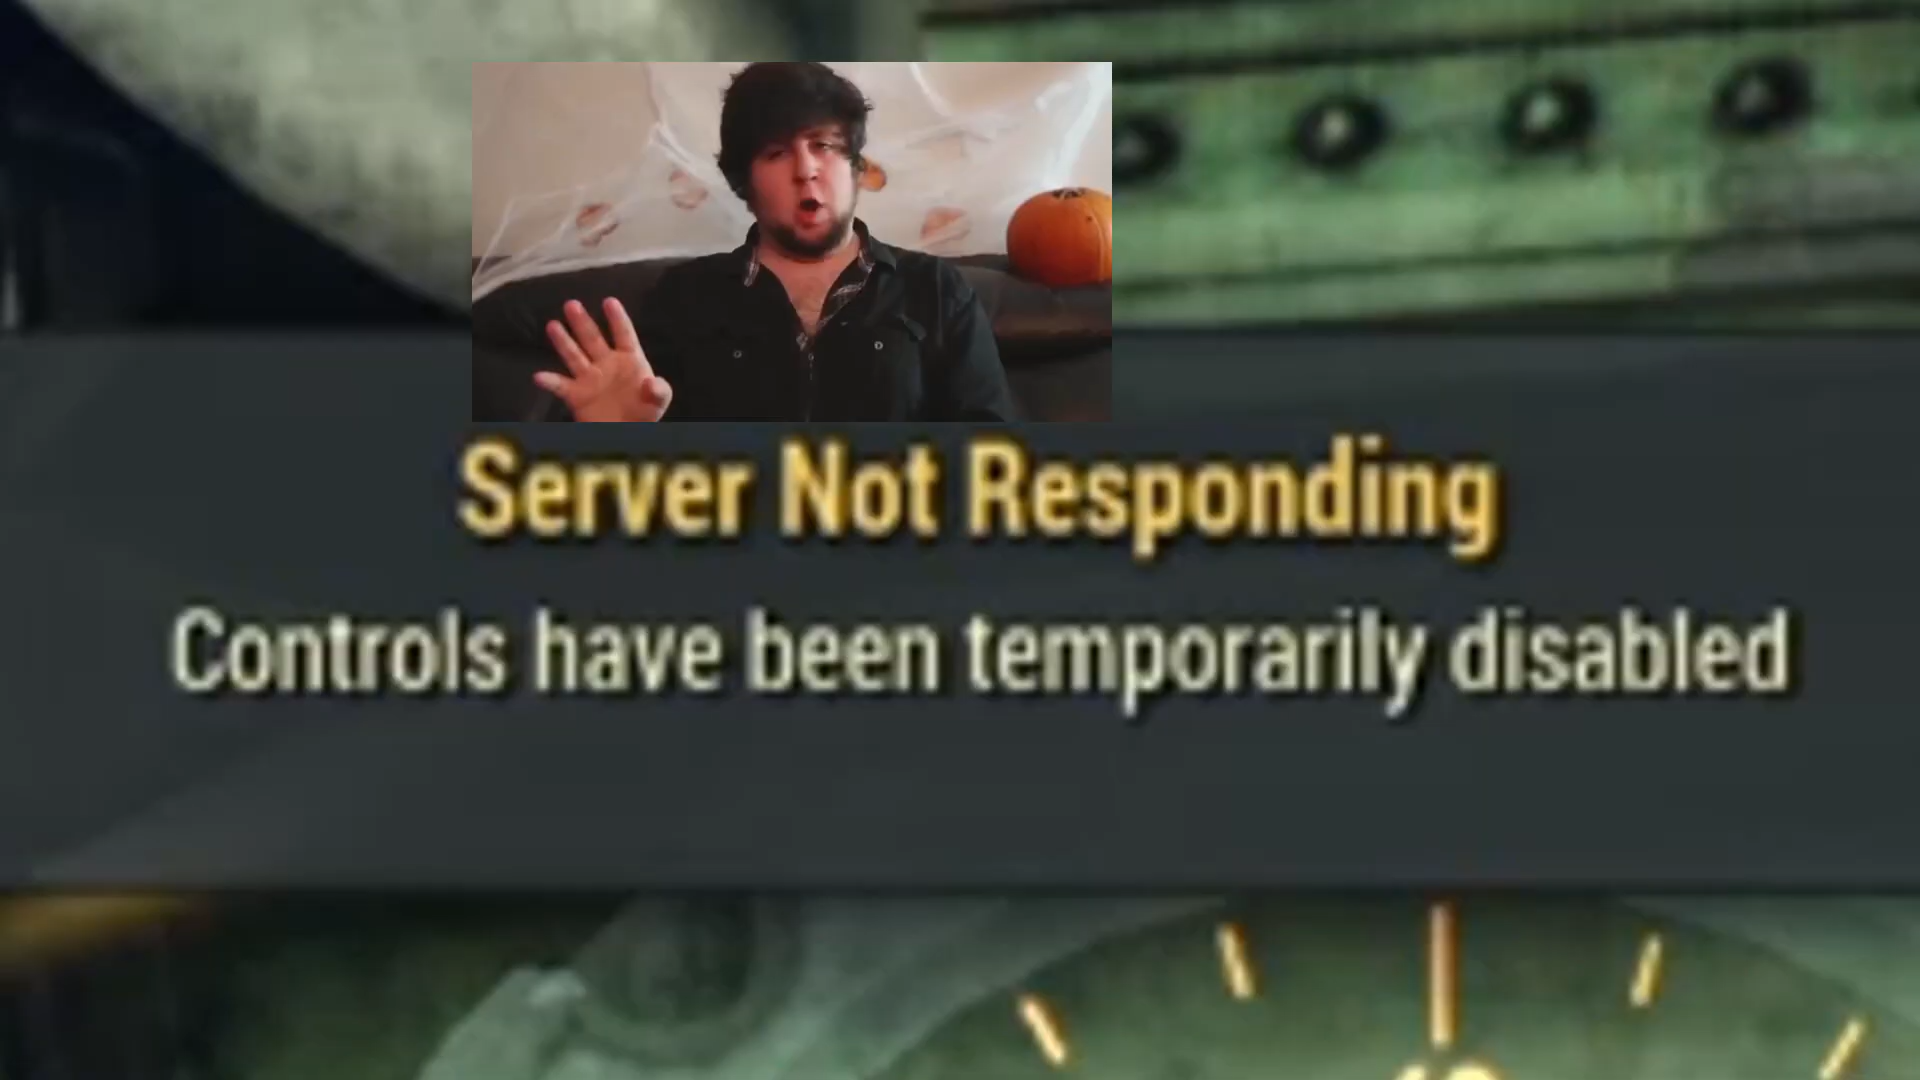 Server Not Responding
Controls have been temporarily disabled